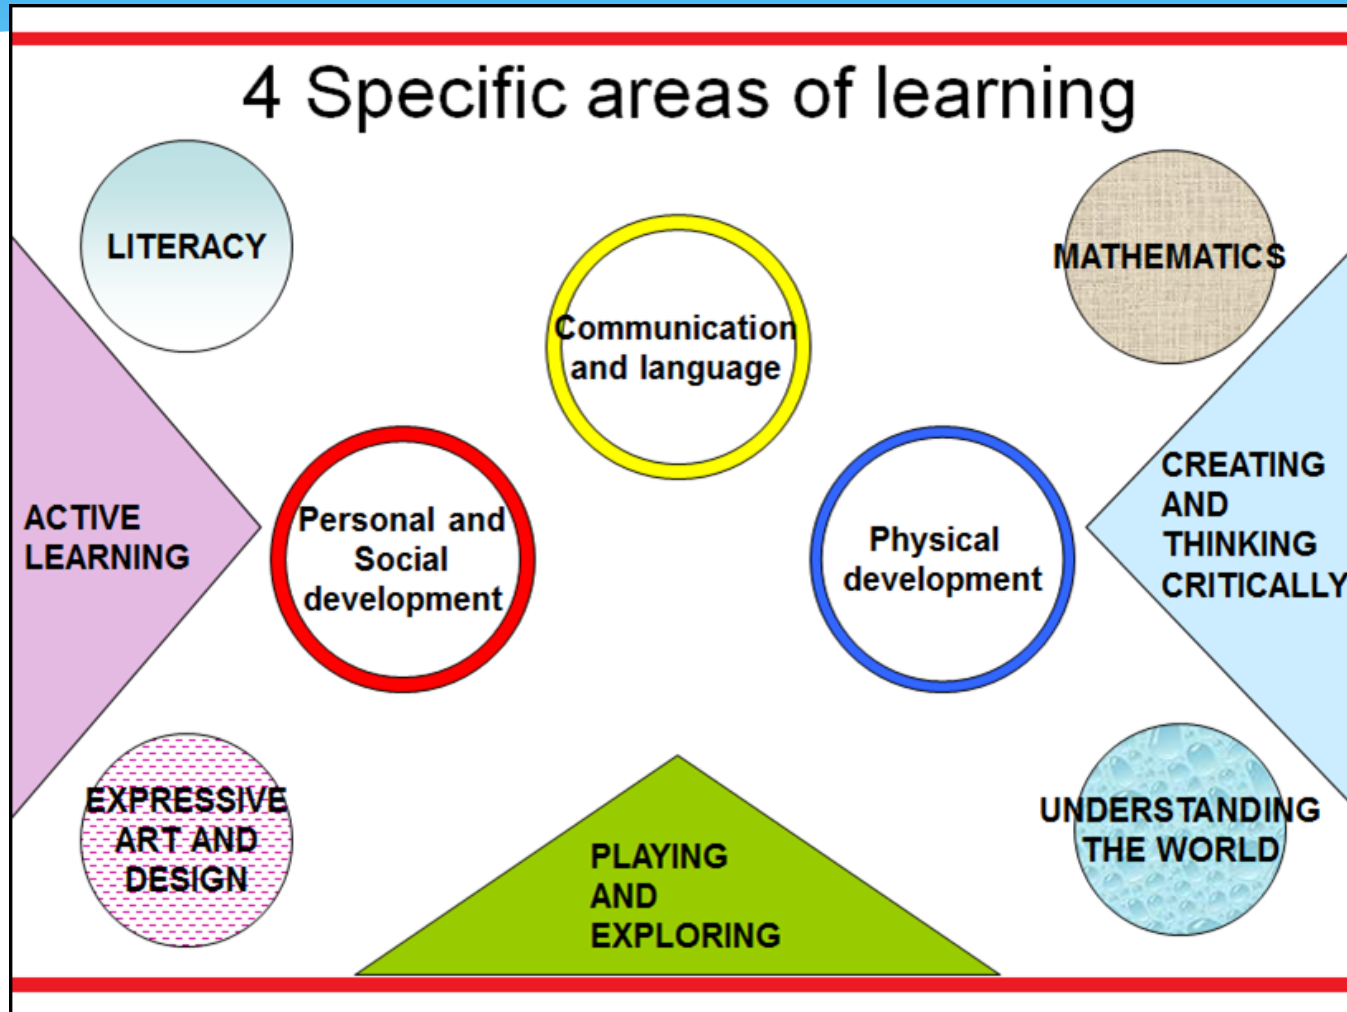 4 Specific areas of learning
LITERACY
MATHEMATICS
Communication
and language
ACTIVE
LEARNING
Personal and
Social
development
Physical
development
CREATING
AND
THINKING
CRITICALLY
EXPRESSIVE
ART AND
DESIGN
PLAYING
AND
EXPLORING
UNDERSTANDING
THE WORLD